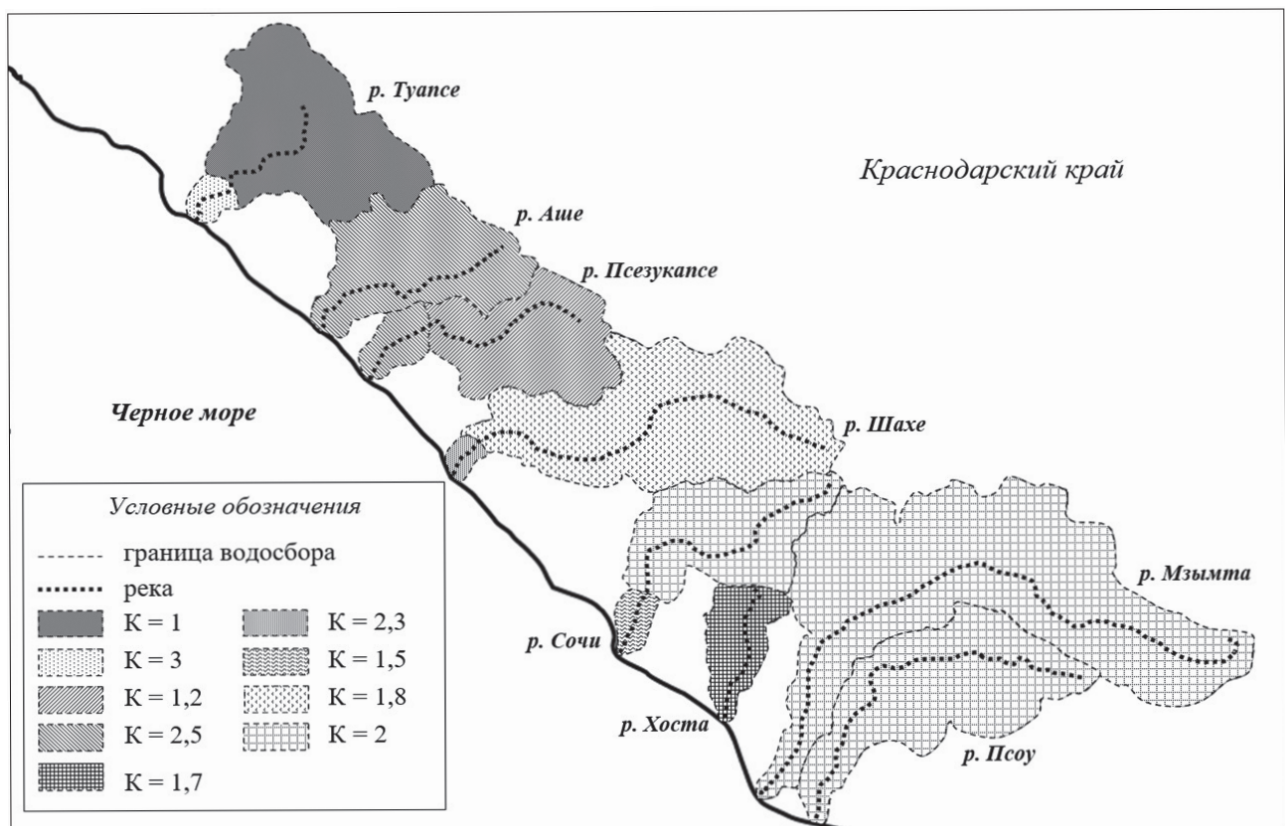 р. Туапсе
Краснодарский край
р. Аше
р. Псезукапсе
Черное море
р. Шахе
р. Мзымта
р. Сочи
р. Хоста
р. Псоу
Условные обозначения
граница водосбора
река
K = 1
K = 2,3
K = 3
K = 1,5
K = 1,2
K = 1,8
K = 2,5
K = 2
K = 1,7